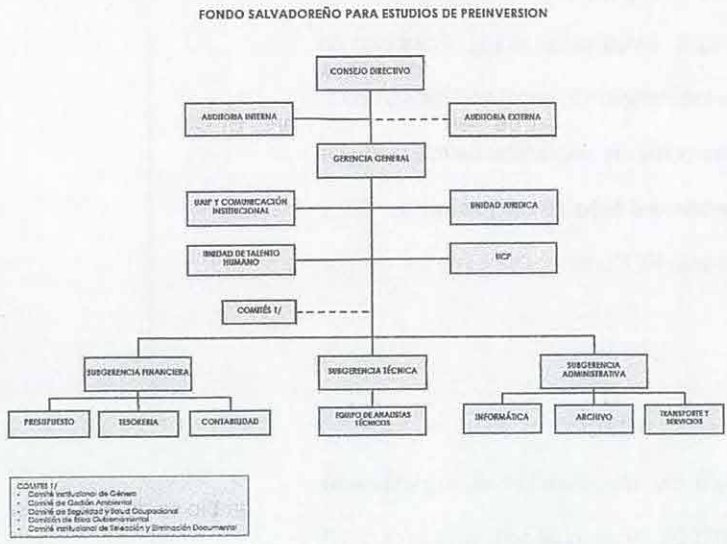 FONDO SALVADOREÑO PARA ESTUDIOS DE PREINVERSION
CONSEJO DIRECTIVO
AUDITORIA INTERNA
AUDITORIA EXTERNA
GERENCIA GENERAL
UAIP Y COMUNICACIÓN
INSTITUCIONAL
UNIDAD JURIDICA
UNIDAD DE TALENTO
HUMANO
UCP
COMITÉS 1/
SUBGERENCIA FINANCIERA
SUBGERENCIA TÉCNICA
SUBGERENCIA
ADMINISTRATIVA
PRESUPUESTO
TESORERIA
CONTABILIDAD
EQUIPO DE ANALISTAS
TÉCNICOS
INFORMÁTICA
ARCHIVO
TRANSPORTE Y
SERVICIOS
COMITES 1/
- Comité Institucional de Género
- Comité de Gestión Ambiental
- Comité de Seguridad y Salud Ocupacional
- Comisión de Ética Gubernamental
- Comité Institucional de Selección y Eliminación Documental